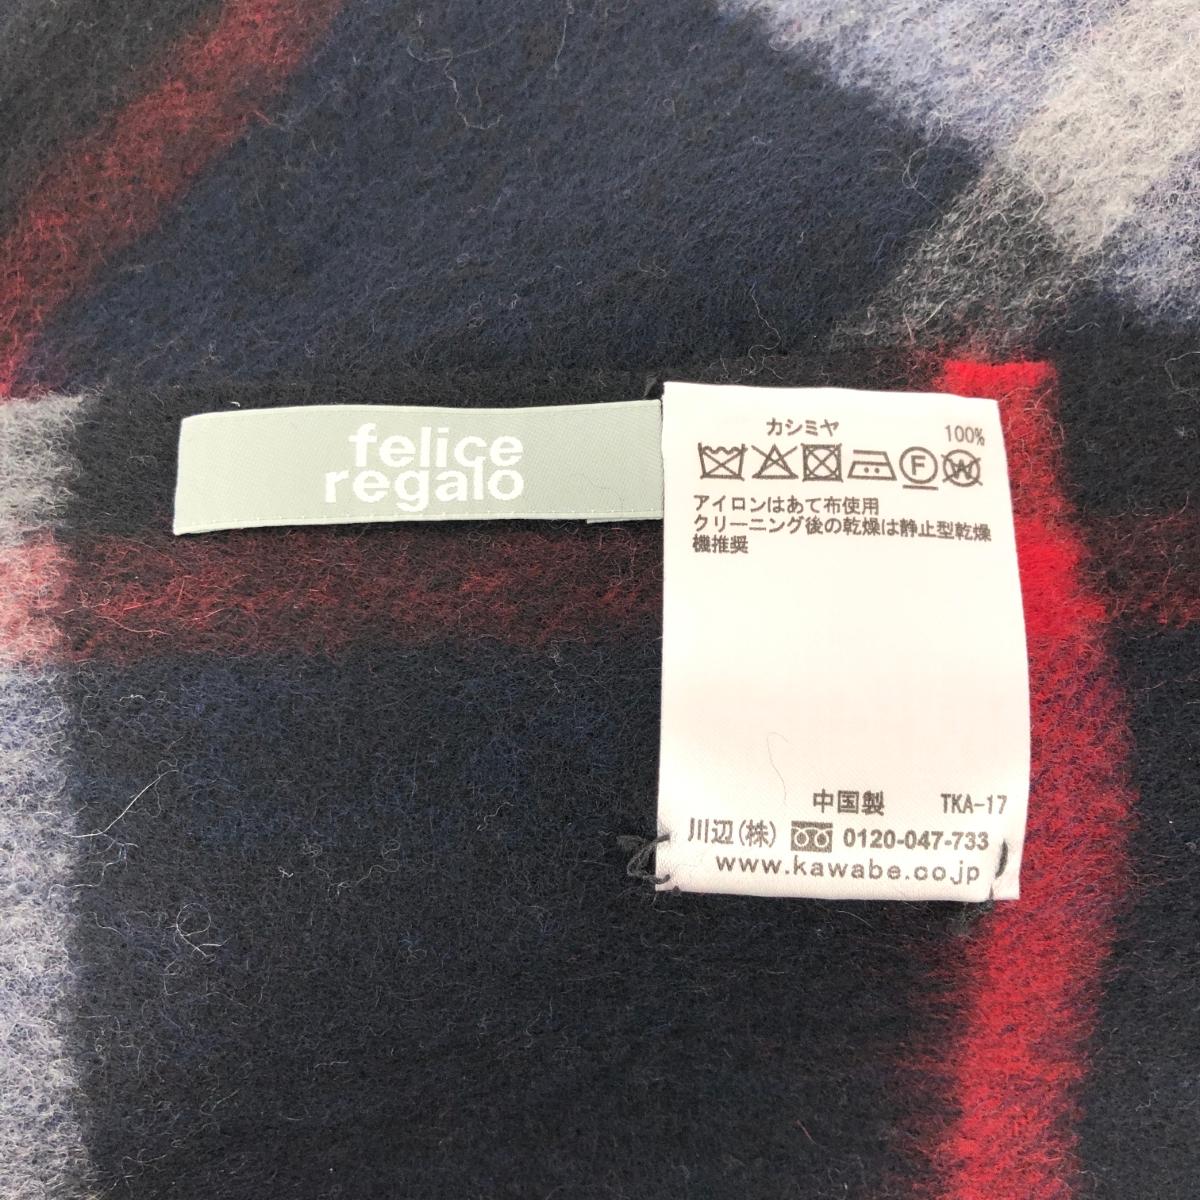 felice
regalo
カシミヤ 100%
F W
アイロンはあて布使用
クリーニング後の乾燥は静止型乾燥
機推奨
中国製 TKA-17
川辺(株) 0120-047-733
www.kawabe.co.jp